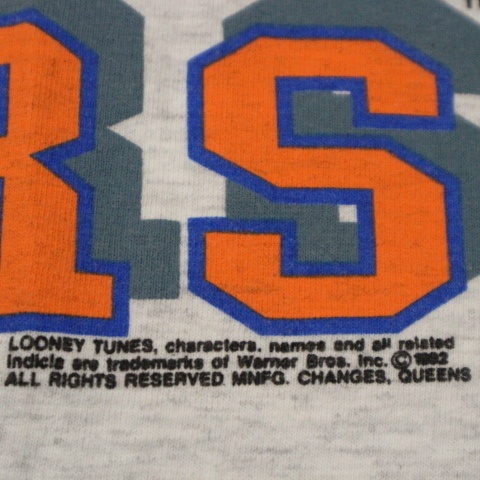 RS
LOONEY TUNES, characters, names and all related
indicia are trademarks of Warner Bros. Inc. © 1992
ALL RIGHTS RESERVED. MNFG. CHANGES, QUEENS